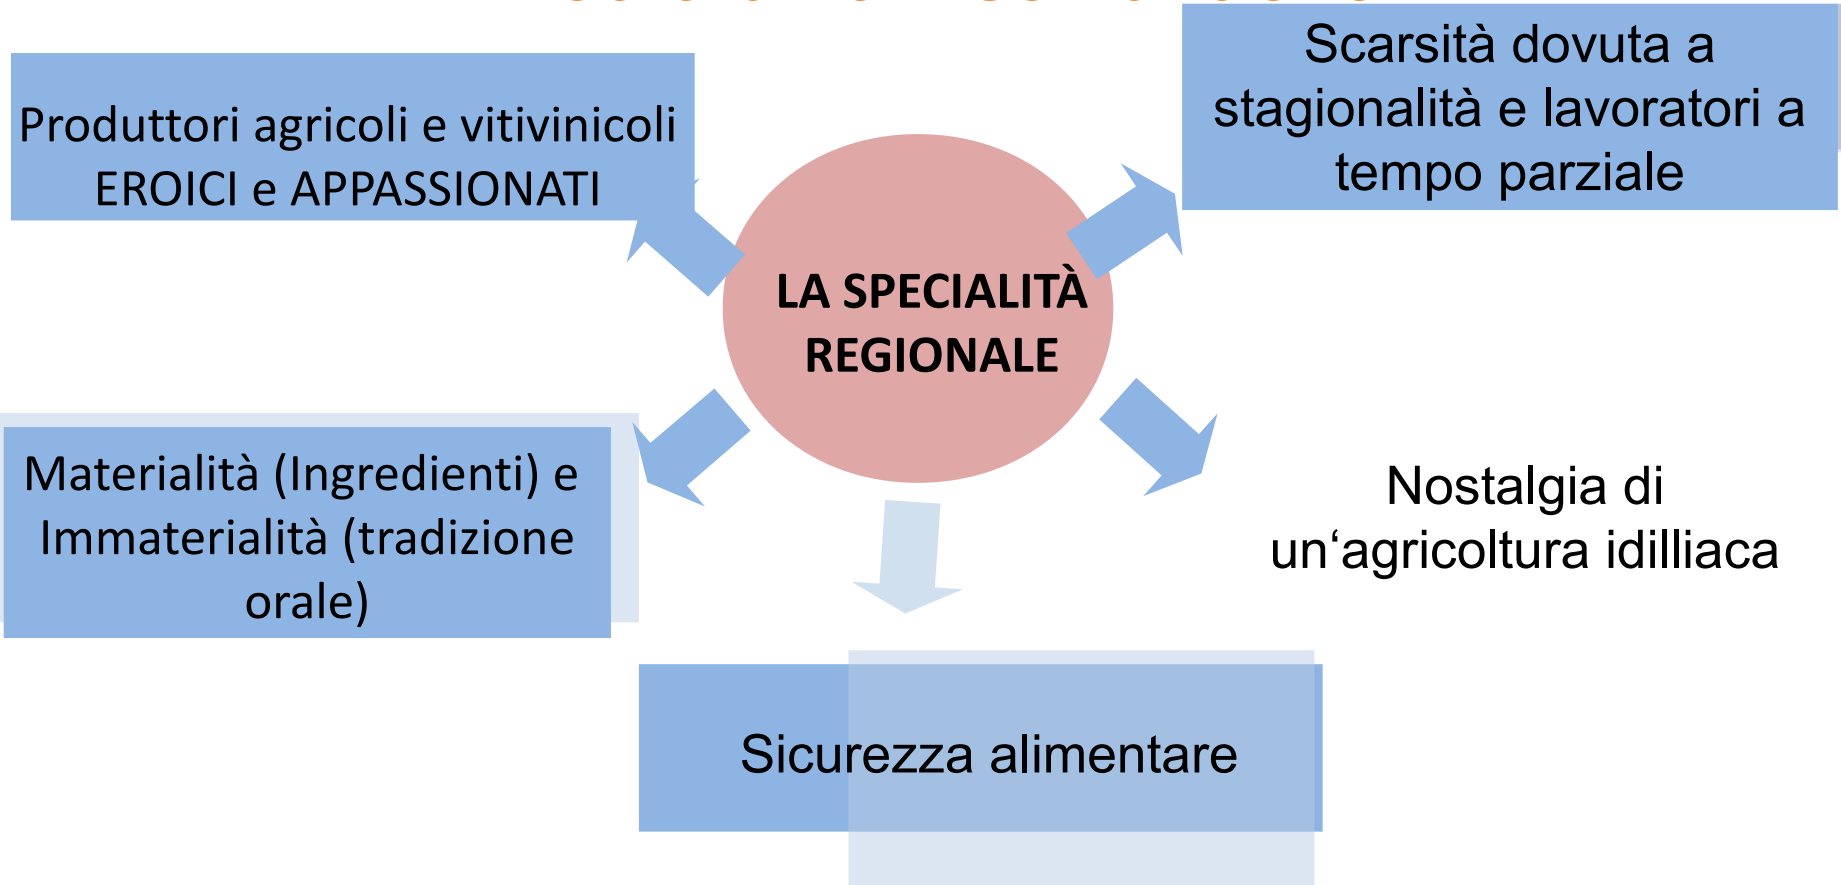 Produttori agricoli e vitivinicoli
EROICI e APPASSIONATI
Scarsità dovuta a
stagionalità e lavoratori a
tempo parziale
LA SPECIALITÀ
REGIONALE
Materialità (Ingredienti) e
Immaterialità (tradizione
orale)
Nostalgia di
un‘agricoltura idilliaca
Sicurezza alimentare